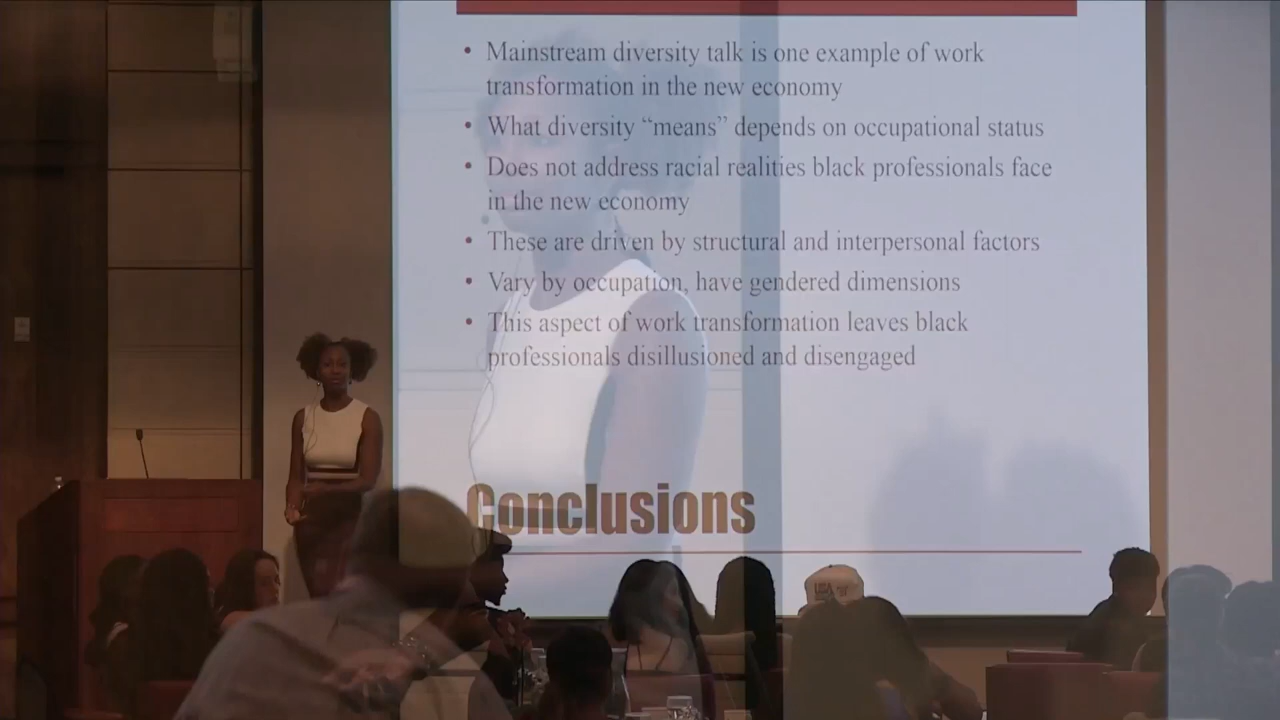 • Mainstream diversity talk is one example of work
transformation in the new economy
• What diversity “means” depends on occupational status
• Does not address racial realities black professionals face
in the new economy
• These are driven by structural and interpersonal factors
• Vary by occupation, have gendered dimensions
• This aspect of work transformation leaves black
professionals disillusioned and disengaged
Conclusions
USA